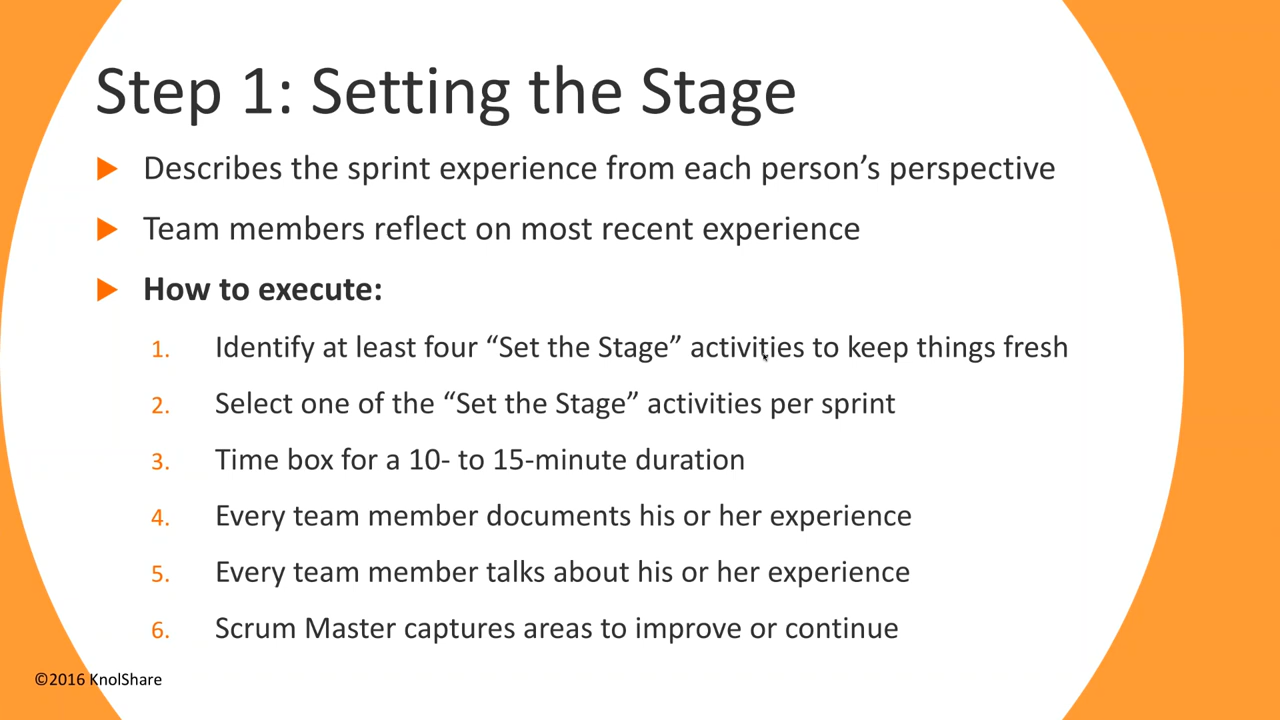 Step 1: Setting the Stage
Describes the sprint experience from each person’s perspective
Team members reflect on most recent experience
How to execute:
1. Identify at least four “Set the Stage” activities to keep things fresh
2. Select one of the “Set the Stage” activities per sprint
3. Time box for a 10- to 15-minute duration
4. Every team member documents his or her experience
5. Every team member talks about his or her experience
6. Scrum Master captures areas to improve or continue
©2016 KnolShare